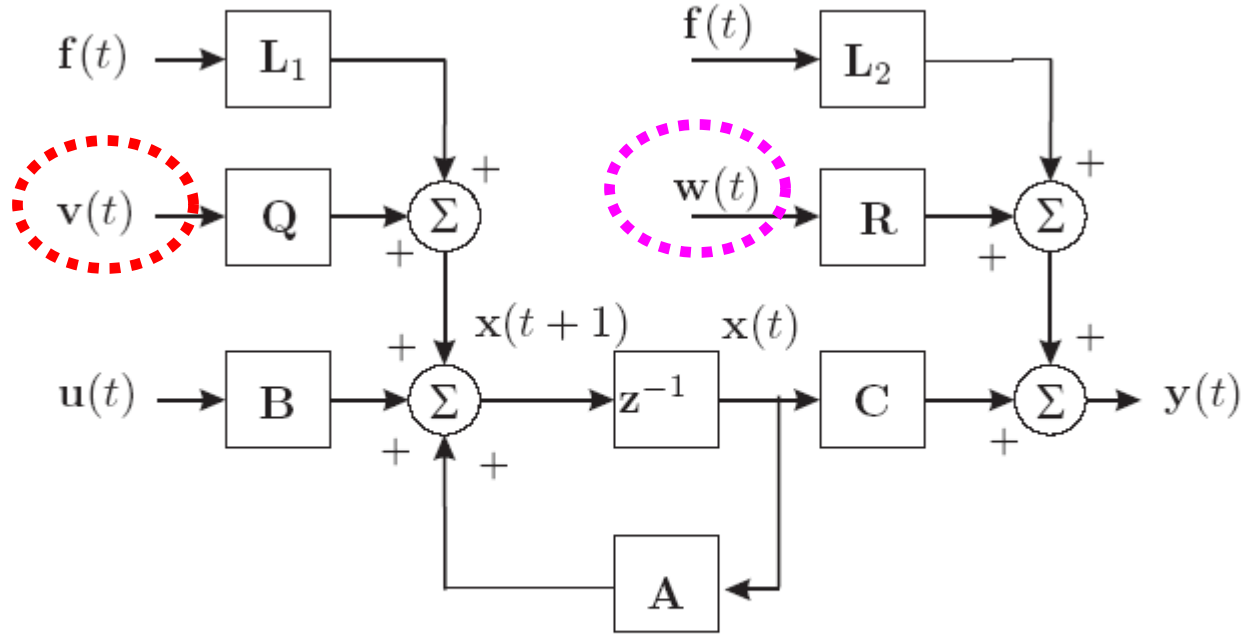 f(t) L₁ f(t) L₂
+ +
v(t) Q Σ w(t) R Σ
+ +
x(t + 1) x(t)
+ +
u(t) B Σ z⁻¹ C Σ y(t)
+ + +
A